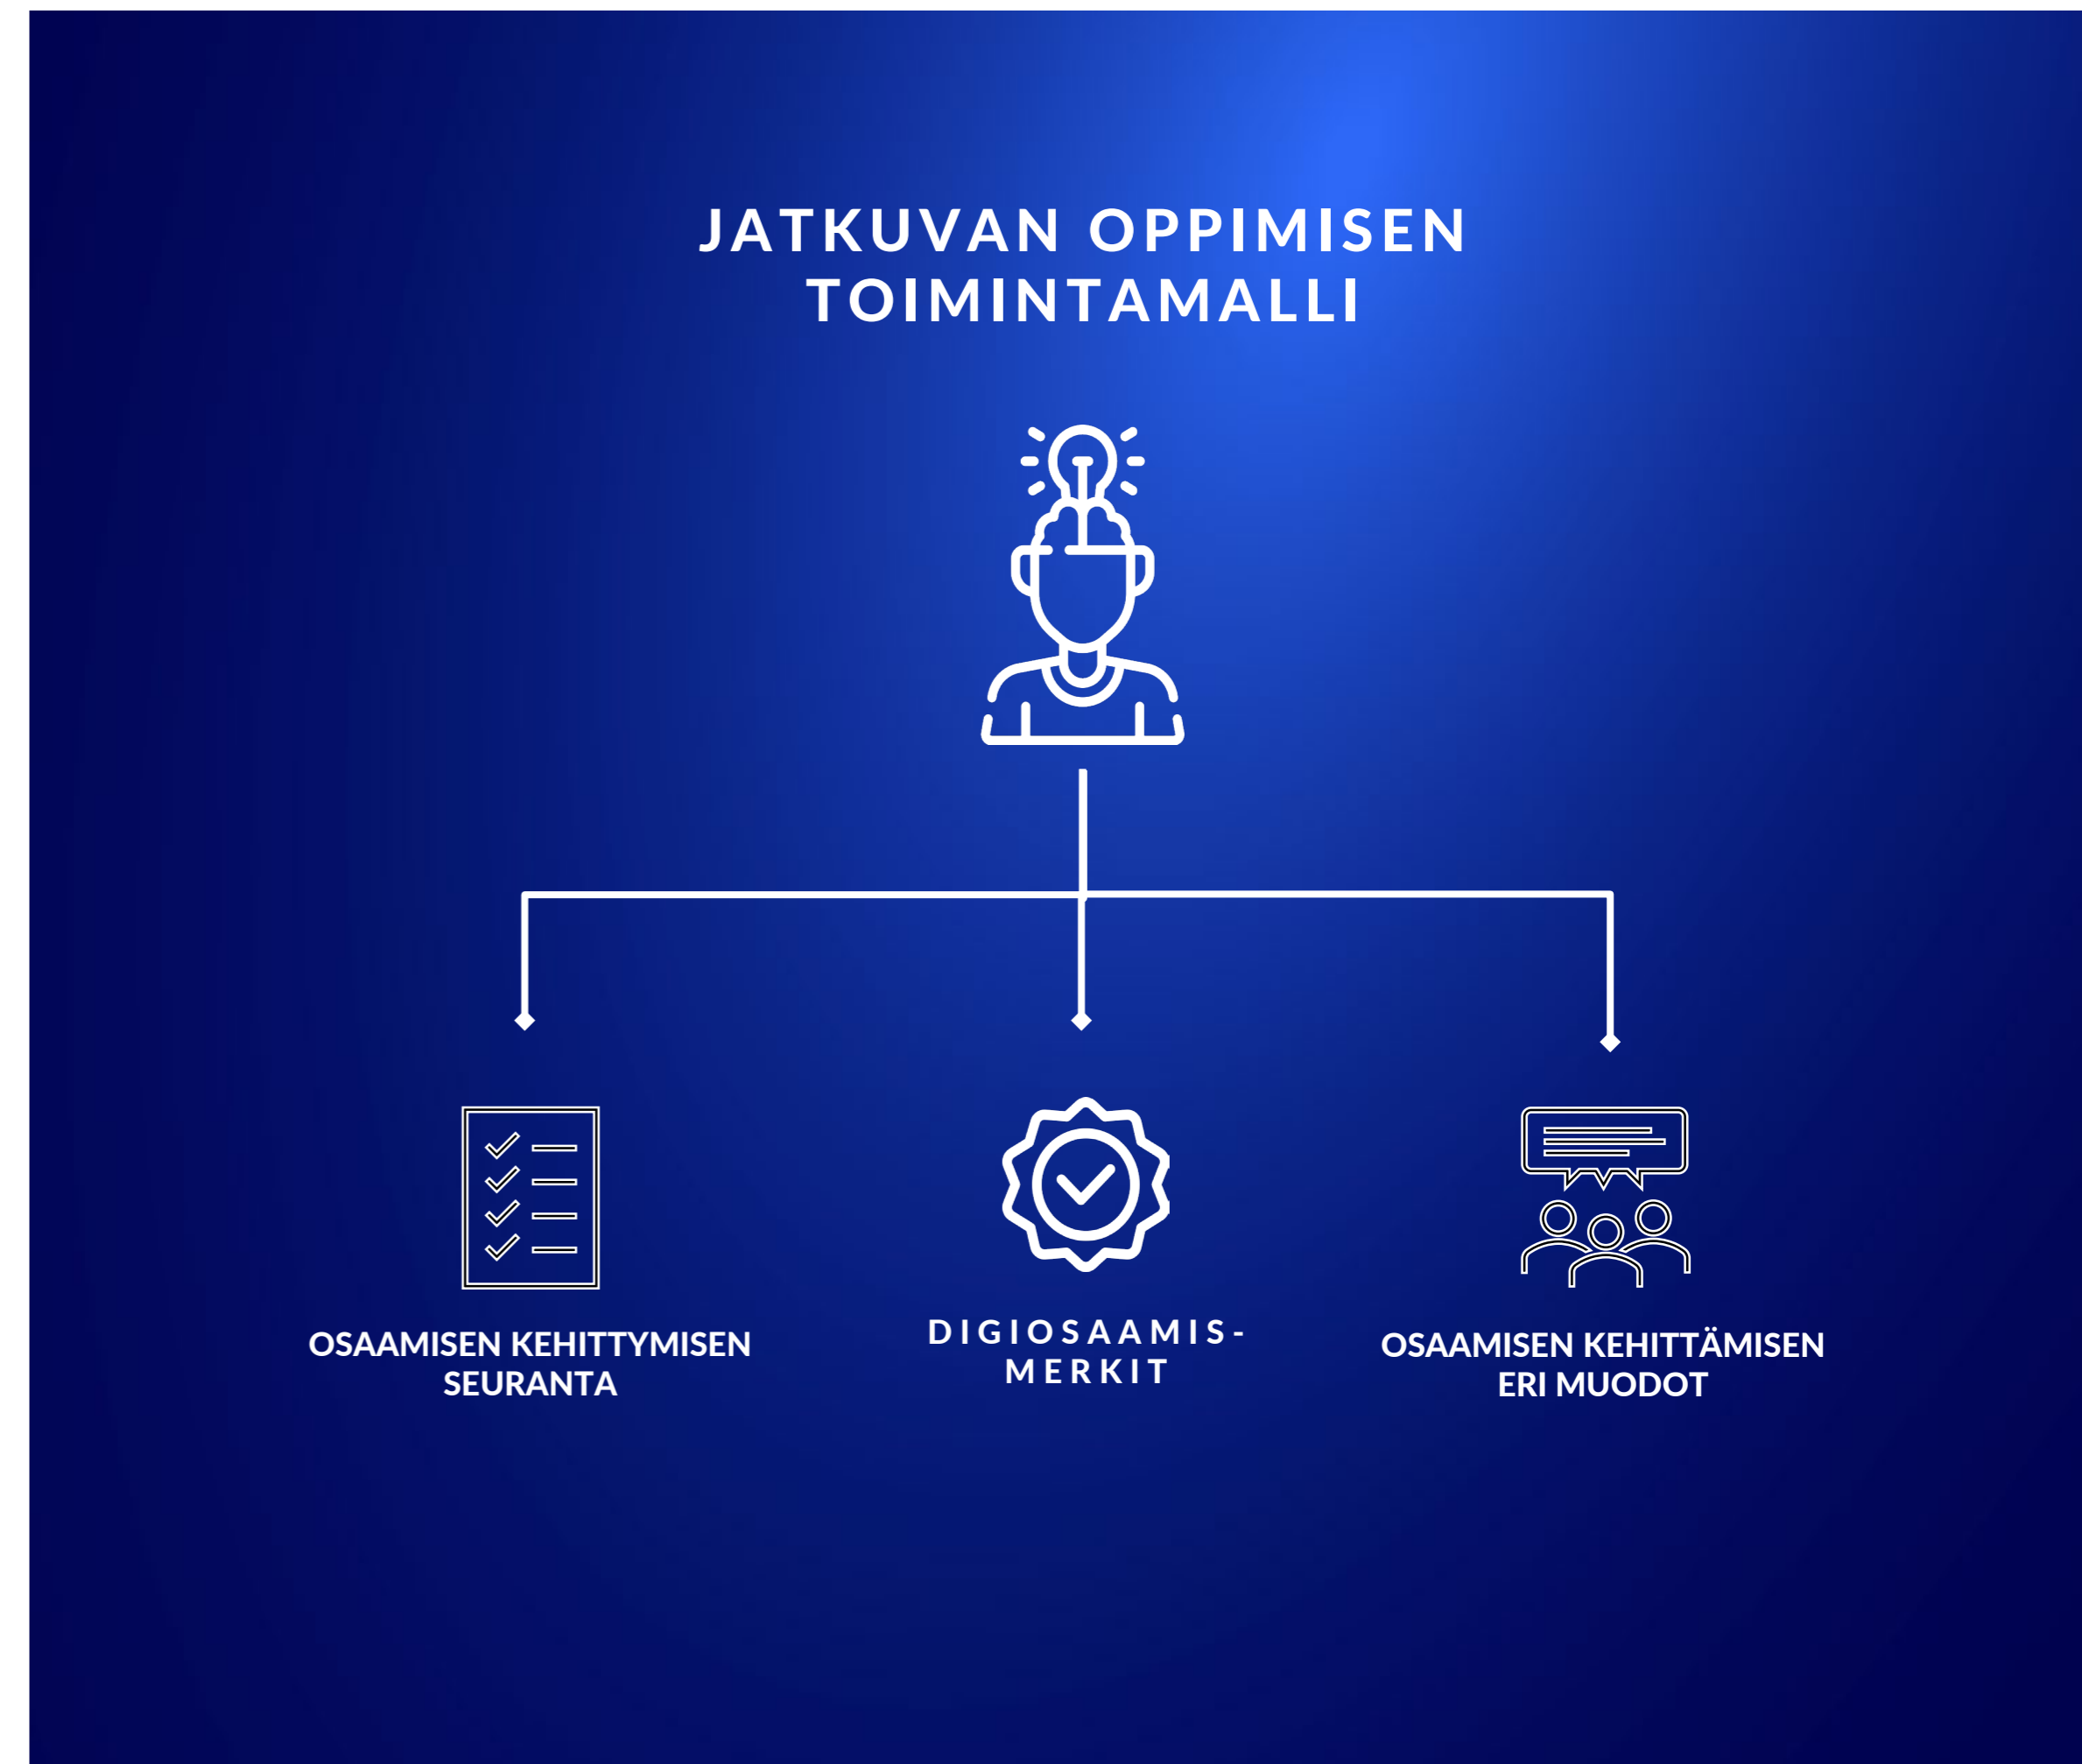 JATKUVAN OPPIMISEN
TOIMINTAMALLI
OSAAMISEN KEHITTYMISEN
SEURANTA
DIGIOSAAMIS-
MERKIT
OSAAMISEN KEHITTÄMISEN
ERI MUODOT